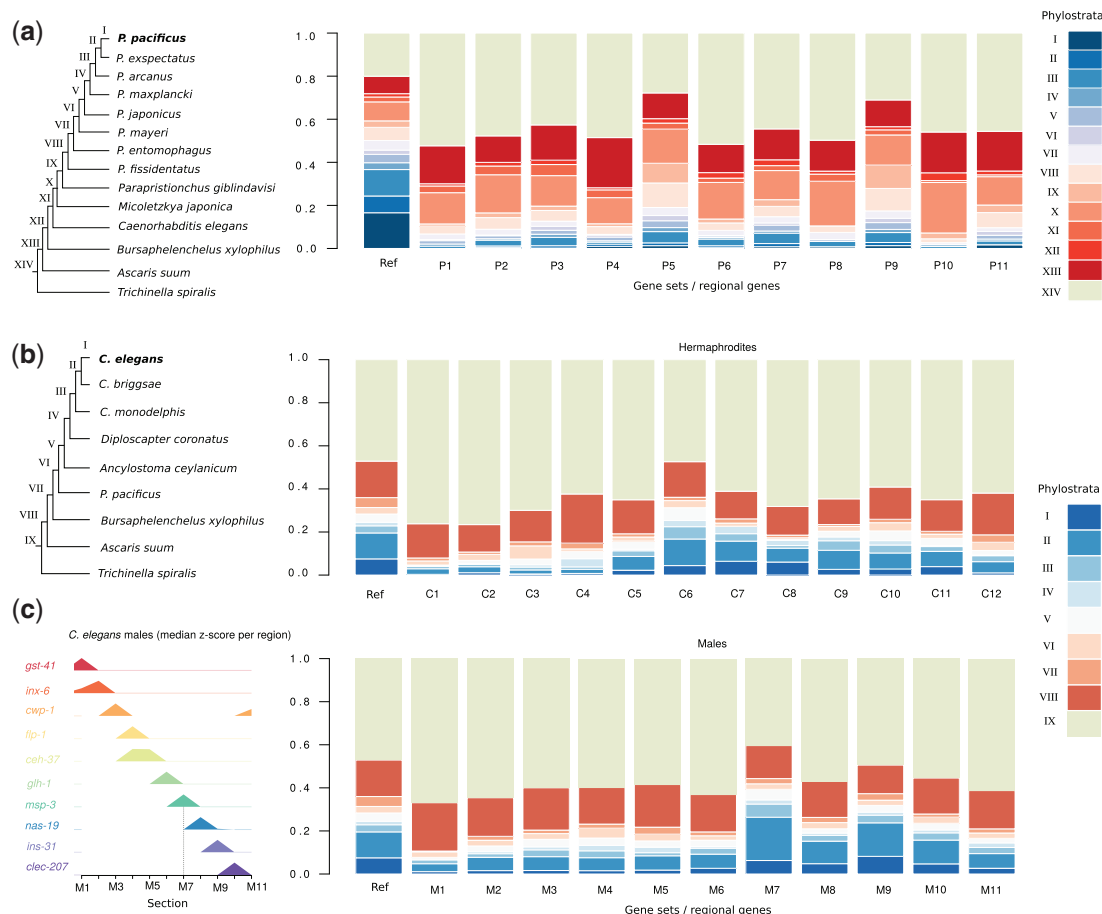 (a)
I
P. pacificus
II
P. exspectatus
III
P. arcanus
IV
P. maxplancki
V
P. japonicus
VI
P. mayeri
VII
P. entomophagus
VIII
P. fissidentatus
IX
Parapristionchus giblindavisi
X
Micoletzkya japonica
XI
Caenorhabditis elegans
XII
Bursaphelenchus xylophilus
XIII
Ascaris suum
XIV
Trichinella spiralis
1.0
0.8
0.6
0.4
0.2
0.0
Ref P1 P2 P3 P4 P5 P6 P7 P8 P9 P10 P11
Gene sets / regional genes
Phylostrata
I
II
III
IV
V
VI
VII
VIII
IX
X
XI
XII
XIII
XIV
(b)
I
C. elegans
II
C. briggsae
III
C. monodelphis
IV
Diploscapter coronatus
V
Ancylostoma ceylanicum
VI
P. pacificus
VII
Bursaphelenchus xylophilus
VIII
Ascaris suum
IX
Trichinella spiralis
Hermaphrodites
1.0
0.8
0.6
0.4
0.2
0.0
Ref C1 C2 C3 C4 C5 C6 C7 C8 C9 C10 C11 C12
Phylostrata
I
II
III
IV
V
VI
VII
VIII
IX
(c)
C. elegans males (median z-score per region)
gst-41
inx-6
cwp-1
flp-1
ceh-37
glh-1
msp-3
nas-19
ins-31
clec-207
M1 M3 M5 M7 M9 M11
Section
Males
1.0
0.8
0.6
0.4
0.2
0.0
Ref M1 M2 M3 M4 M5 M6 M7 M8 M9 M10 M11
Gene sets / regional genes